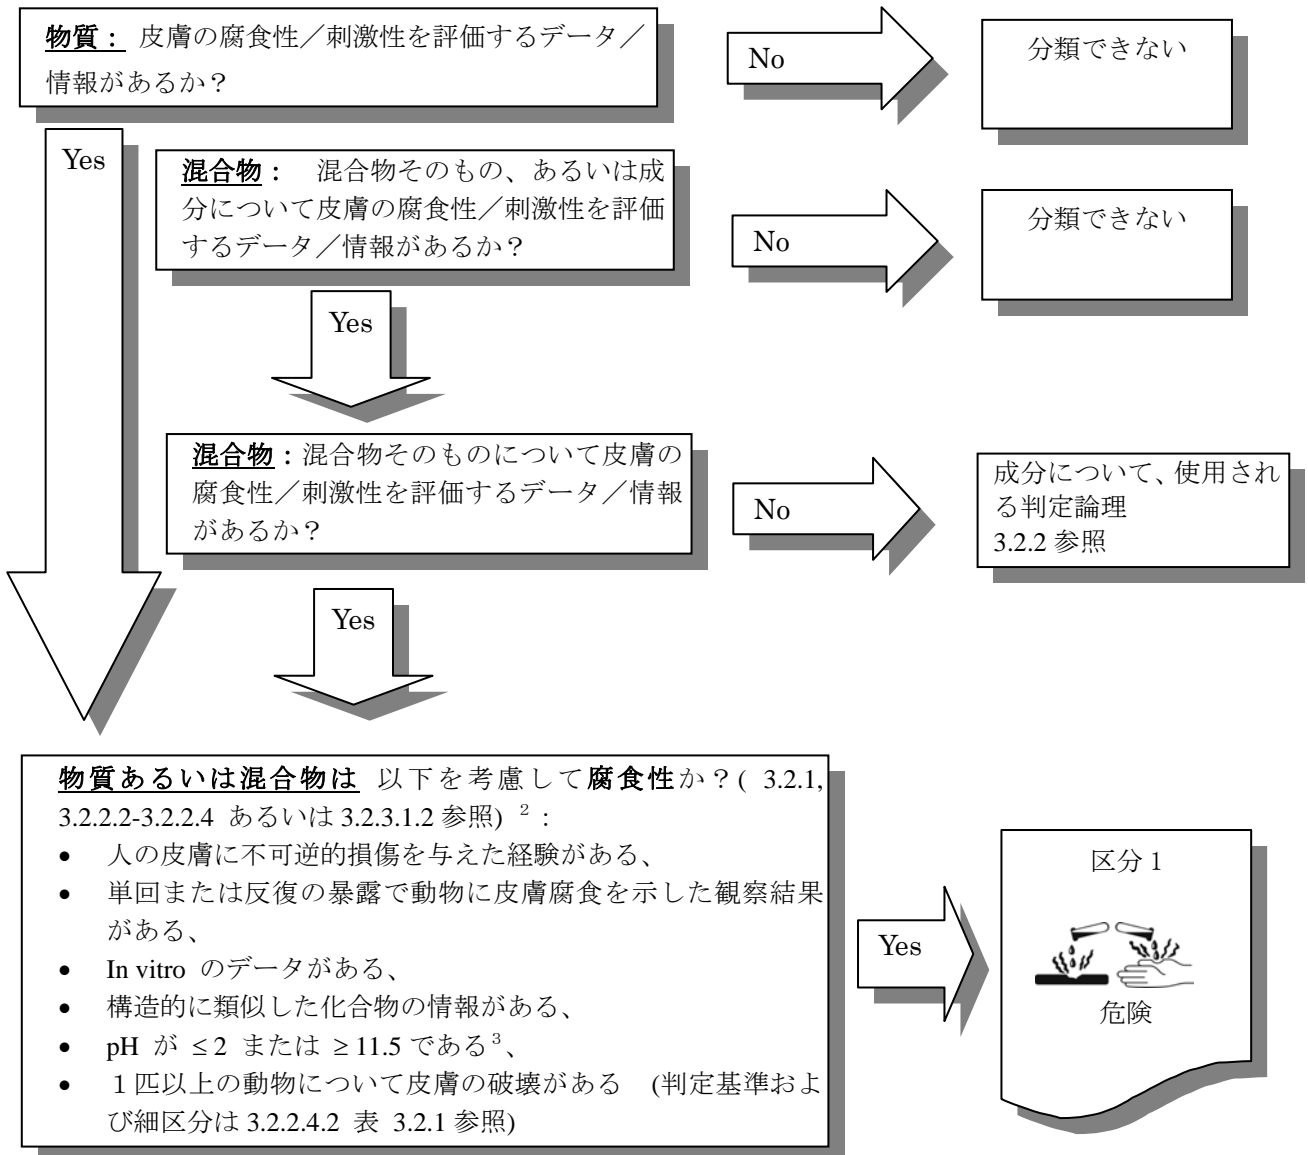 物質： 皮膚の腐食性／刺激性を評価するデータ／
情報があるか？
No
分類できない
Yes
混合物： 混合物そのもの、あるいは成
分について皮膚の腐食性／刺激性を評価
するデータ／情報があるか？
No
分類できない
Yes
混合物：混合物そのものについて皮膚の
腐食性／刺激性を評価するデータ／情報
があるか？
No
成分について、使用され
る判定論理
3.2.2 参照
Yes
物質あるいは混合物は 以下を考慮して腐食性か？( 3.2.1,
3.2.2.2-3.2.2.4 あるいは 3.2.3.1.2 参照) ²：
• 人の皮膚に不可逆的損傷を与えた経験がある、
• 単回または反復の暴露で動物に皮膚腐食を示した観察結果
がある、
• In vitro のデータがある、
• 構造的に類似した化合物の情報がある、
• pH が ≤2 または ≥11.5 である³、
• １匹以上の動物について皮膚の破壊がある (判定基準およ
び細区分は 3.2.2.4.2 表 3.2.1 参照)
Yes
区分１
危険